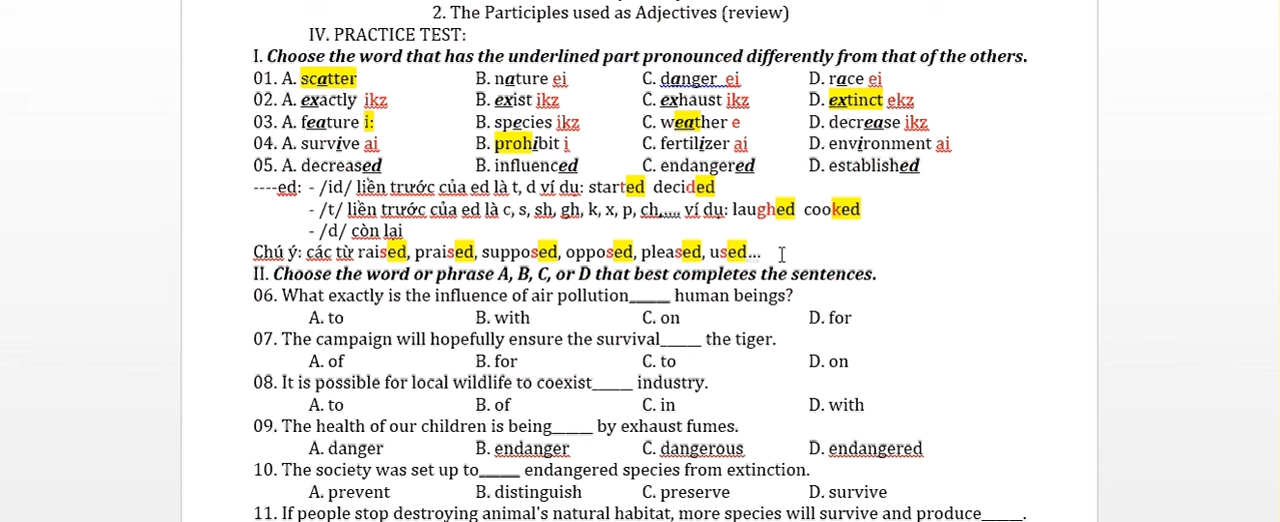 2. The Participles used as Adjectives (review)
IV. PRACTICE TEST:
I. Choose the word that has the underlined part pronounced differently from that of the others.
01. A. scatter B. nature ei C. danger ei D. race ei
02. A. exactly ikz B. exist ikz C. exhaust ikz D. extinct ekz
03. A. feature i: B. species ikz C. weather e D. decrease ikz
04. A. survive ai B. prohibit i C. fertilizer ai D. environment ai
05. A. decreased B. influenced C. endangered D. established
----ed: - /id/ liền trước của ed là t, d ví dụ: started decided
- /t/ liền trước của ed là c, s, sh, gh, k, x, p, ch,.... ví dụ: laughed cooked
- /d/ còn lại
Chú ý: các từ raised, praised, supposed, opposed, pleased, used...
II. Choose the word or phrase A, B, C, or D that best completes the sentences.
06. What exactly is the influence of air pollution_____ human beings?
A. to B. with C. on D. for
07. The campaign will hopefully ensure the survival_____ the tiger.
A. of B. for C. to D. on
08. It is possible for local wildlife to coexist_____ industry.
A. to B. of C. in D. with
09. The health of our children is being_____ by exhaust fumes.
A. danger B. endanger C. dangerous D. endangered
10. The society was set up to_____ endangered species from extinction.
A. prevent B. distinguish C. preserve D. survive
11. If people stop destroying animal's natural habitat, more species will survive and produce_____.